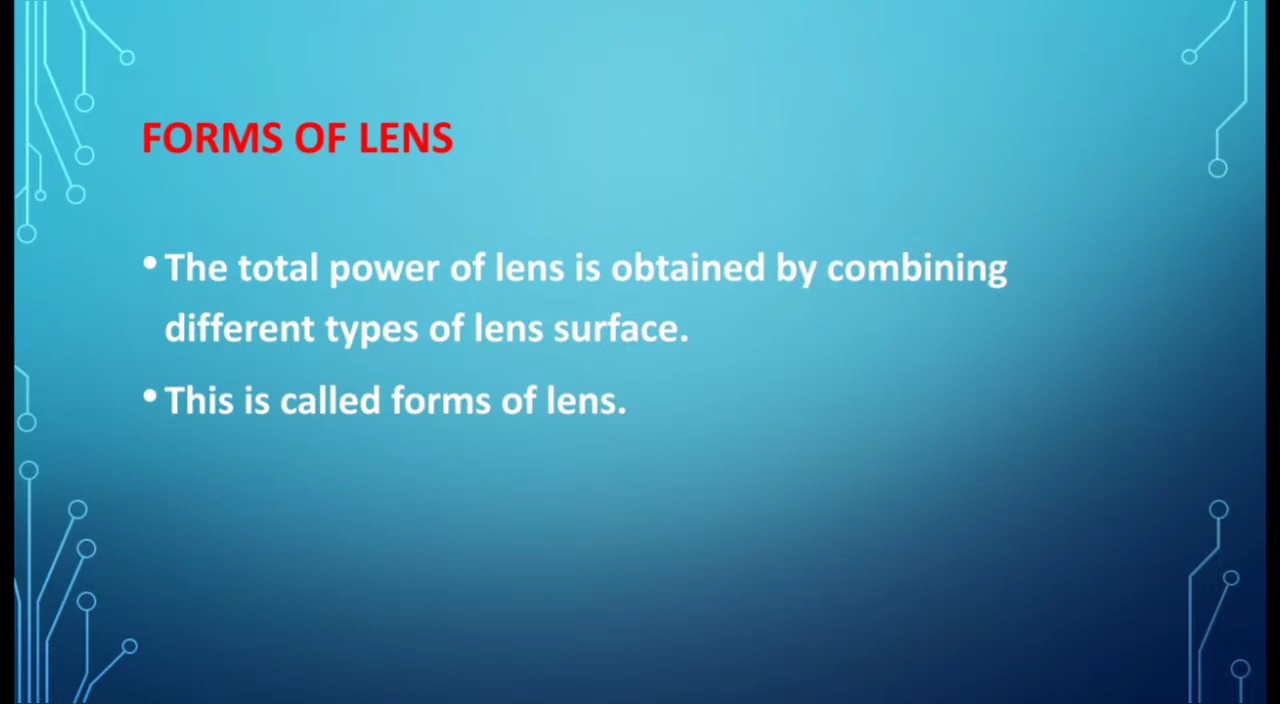 FORMS OF LENS
•The total power of lens is obtained by combining
different types of lens surface.
•This is called forms of lens.